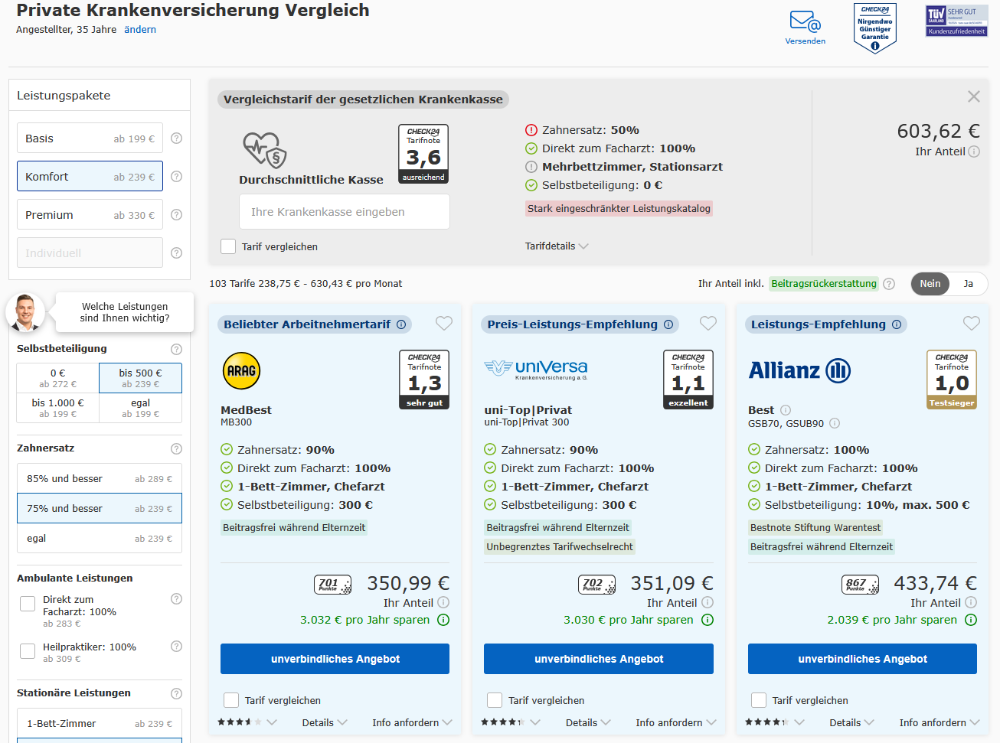 Private Krankenversicherung Vergleich
Angestellter, 35 Jahre ändern
Versenden
CHECK24
Nirgendwo
Günstiger
Garantie
TÜV
SAARLAND
SEHR GUT
Kundenzufriedenheit
Leistungspakete
Basis ab 199 €
Komfort ab 239 €
Premium ab 330 €
Individuell
Welche Leistungen
sind Ihnen wichtig?
Selbstbeteiligung
0 € bis 500 €
ab 272 € ab 239 €
bis 1.000 € egal
ab 199 € ab 199 €
Zahnersatz
85% und besser ab 289 €
75% und besser ab 239 €
egal ab 239 €
Ambulante Leistungen
Direkt zum
Facharzt: 100%
ab 283 €
Heilpraktiker: 100%
ab 309 €
Stationäre Leistungen
1-Bett-Zimmer ab 239 €
Vergleichstarif der gesetzlichen Krankenkasse
Durchschnittliche Kasse
CHECK24
Tarifnote
3,6
ausreichend
Ihre Krankenkasse eingeben
Tarif vergleichen
Zahnersatz: 50%
Direkt zum Facharzt: 100%
Mehrbettzimmer, Stationsarzt
Selbstbeteiligung: 0 €
Stark eingeschränkter Leistungskatalog
Tarifdetails
603,62 €
Ihr Anteil
103 Tarife 238,75 € - 630,43 € pro Monat
Ihr Anteil inkl. Beitragsrückerstattung
Nein Ja
Beliebter Arbeitnehmertarif
ARAG
CHECK24
Tarifnote
1,3
sehr gut
MedBest
MB300
Zahnersatz: 90%
Direkt zum Facharzt: 100%
1-Bett-Zimmer, Chefarzt
Selbstbeteiligung: 300 €
Beitragsfrei während Elternzeit
701
Punkte
350,99 €
Ihr Anteil
3.032 € pro Jahr sparen
unverbindliches Angebot
Tarif vergleichen
Details Info anfordern
Preis-Leistungs-Empfehlung
uniVersa
Krankenversicherung a.G.
CHECK24
Tarifnote
1,1
exzellent
uni-Top|Privat
uni-Top|Privat 300
Zahnersatz: 90%
Direkt zum Facharzt: 100%
1-Bett-Zimmer, Chefarzt
Selbstbeteiligung: 300 €
Beitragsfrei während Elternzeit
Unbegrenztes Tarifwechselrecht
702
Punkte
351,09 €
Ihr Anteil
3.030 € pro Jahr sparen
unverbindliches Angebot
Tarif vergleichen
Details Info anfordern
Leistungs-Empfehlung
Allianz
CHECK24
Tarifnote
1,0
Testsieger
Best
GSB70, GSUB90
Zahnersatz: 100%
Direkt zum Facharzt: 100%
1-Bett-Zimmer, Chefarzt
Selbstbeteiligung: 10%, max. 500 €
Bestnote Stiftung Warentest
Beitragsfrei während Elternzeit
867
Punkte
433,74 €
Ihr Anteil
2.039 € pro Jahr sparen
unverbindliches Angebot
Tarif vergleichen
Details Info anfordern